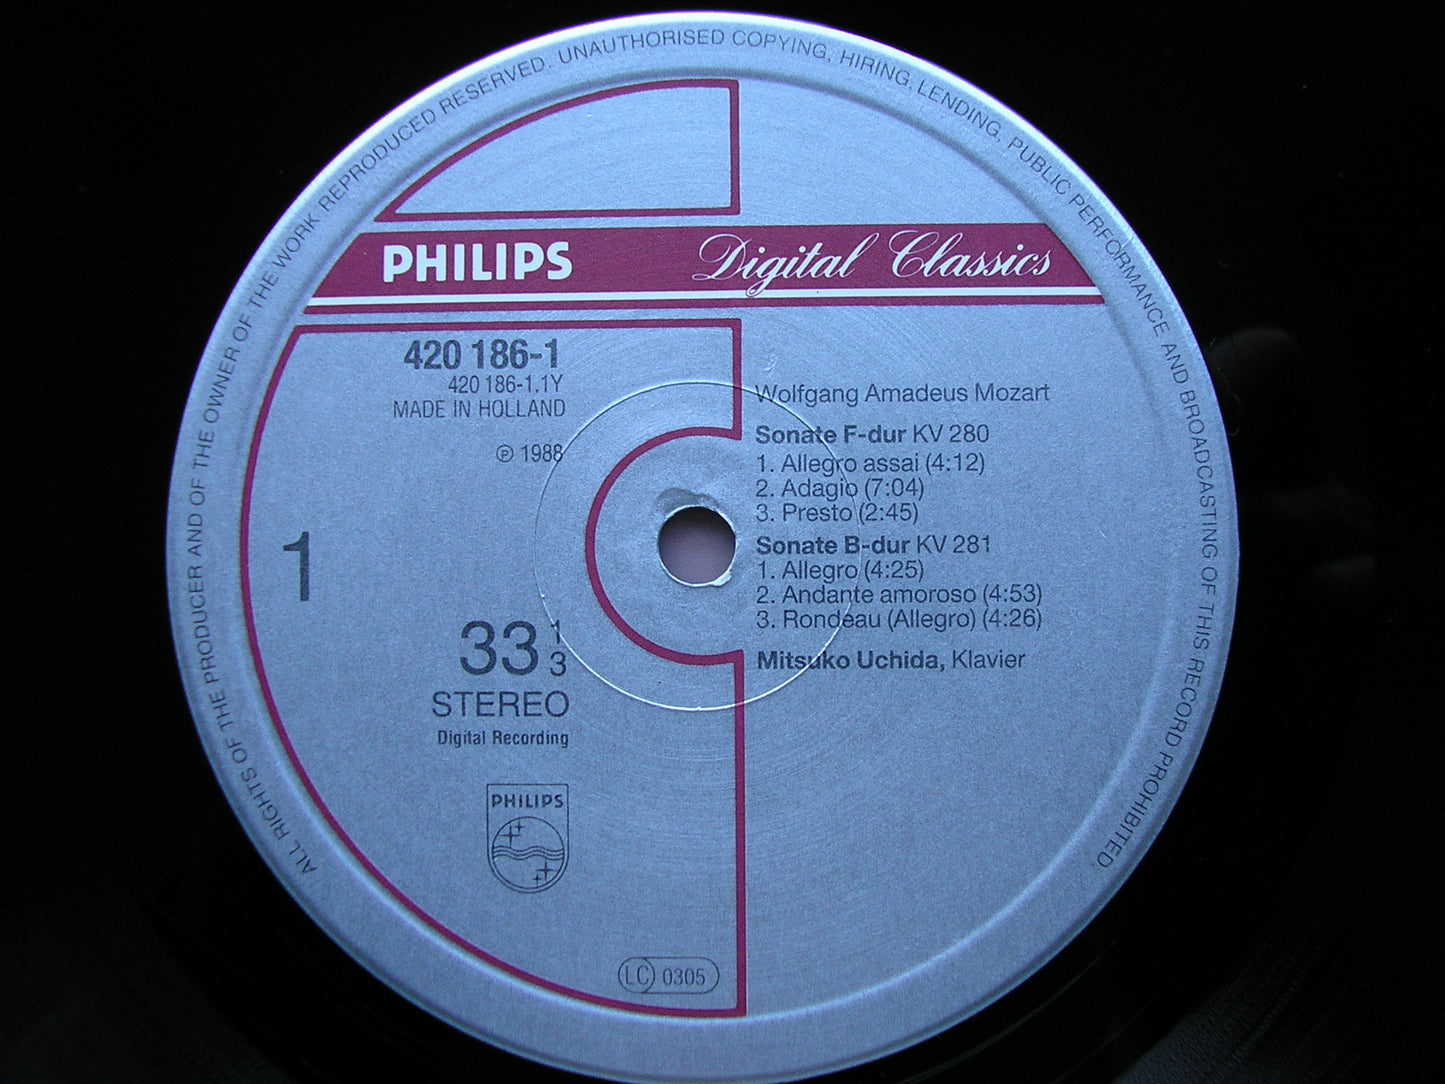 ALL RIGHTS OF THE PRODUCER AND OF THE OWNER OF THE WORK REPRODUCED RESERVED. UNAUTHORISED COPYING, HIRING, LENDING, PUBLIC PERFORMANCE AND BROADCASTING OF THIS RECORD PROHIBITED.
PHILIPS Digital Classics
420 186-1
420 186-1.1Y
MADE IN HOLLAND
℗ 1988
1
33 1/3
STEREO
Digital Recording
PHILIPS
LC 0305
Wolfgang Amadeus Mozart
Sonate F-dur KV 280
1. Allegro assai (4:12)
2. Adagio (7:04)
3. Presto (2:45)
Sonate B-dur KV 281
1. Allegro (4:25)
2. Andante amoroso (4:53)
3. Rondeau (Allegro) (4:26)
Mitsuko Uchida, Klavier